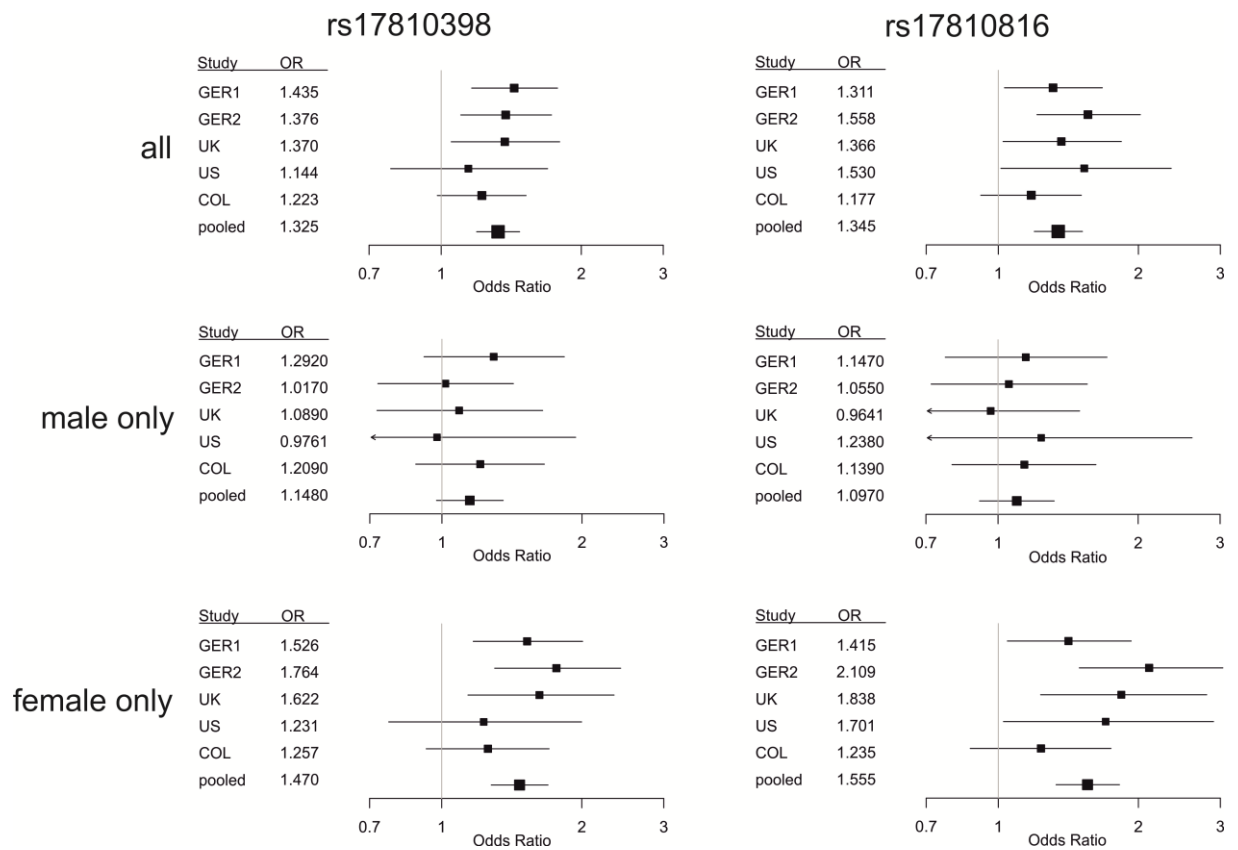 rs17810398
rs17810816
all
Study OR
GER1 1.435
GER2 1.376
UK 1.370
US 1.144
COL 1.223
pooled 1.325
0.7 1 2 3
Odds Ratio
Study OR
GER1 1.311
GER2 1.558
UK 1.366
US 1.530
COL 1.177
pooled 1.345
0.7 1 2 3
Odds Ratio
male only
Study OR
GER1 1.2920
GER2 1.0170
UK 1.0890
US 0.9761
COL 1.2090
pooled 1.1480
0.7 1 2 3
Odds Ratio
Study OR
GER1 1.1470
GER2 1.0550
UK 0.9641
US 1.2380
COL 1.1390
pooled 1.0970
0.7 1 2 3
Odds Ratio
female only
Study OR
GER1 1.526
GER2 1.764
UK 1.622
US 1.231
COL 1.257
pooled 1.470
0.7 1 2 3
Odds Ratio
Study OR
GER1 1.415
GER2 2.109
UK 1.838
US 1.701
COL 1.235
pooled 1.555
0.7 1 2 3
Odds Ratio